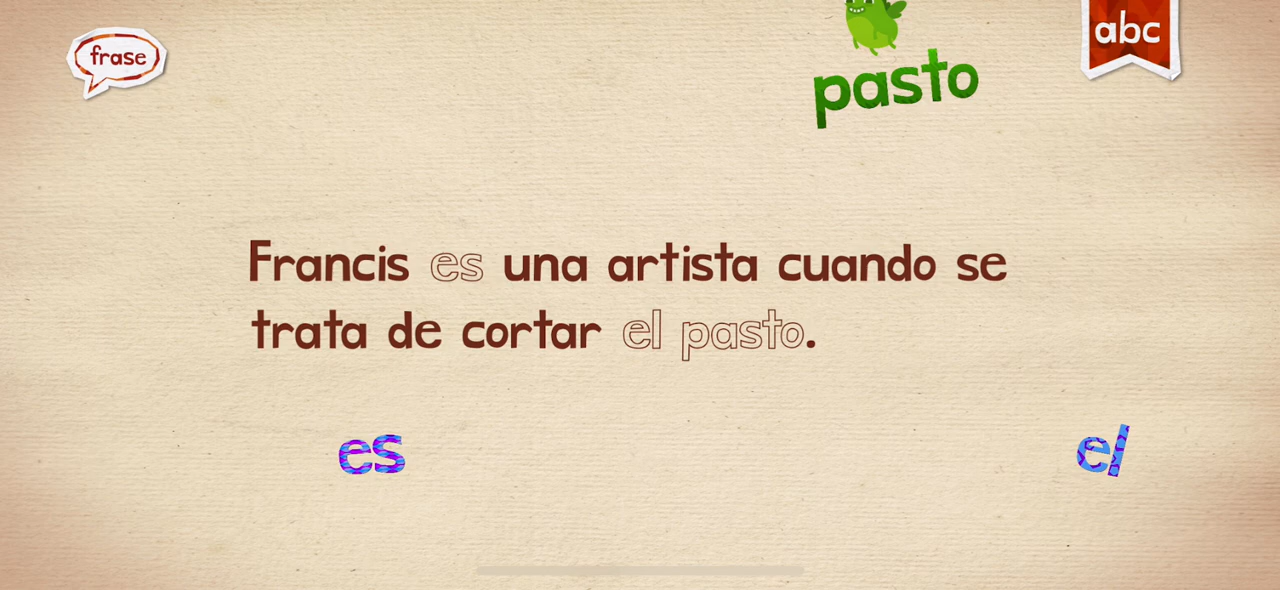 frase
pasto
abc
Francis es una artista cuando se
trata de cortar el pasto.
es
el